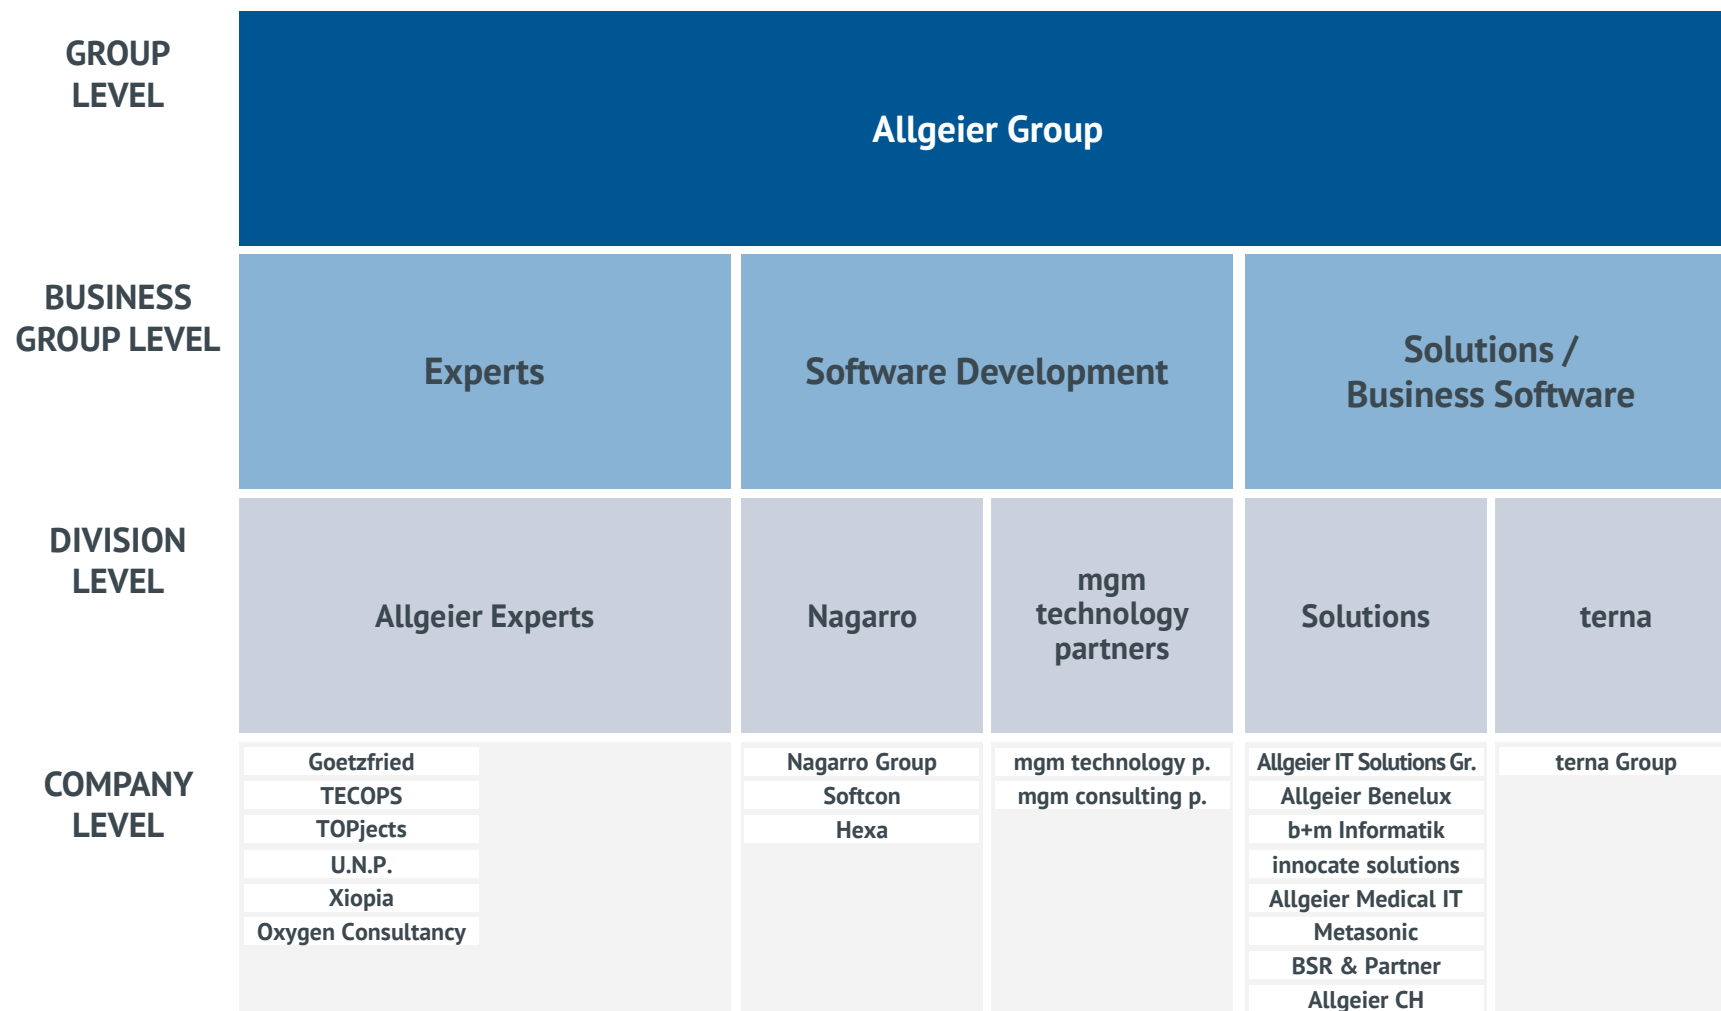 GROUP
LEVEL
Allgeier Group
BUSINESS
GROUP LEVEL
Experts
Software Development
Solutions /
Business Software
DIVISION
LEVEL
Allgeier Experts
Nagarro
mgm
technology
partners
Solutions
terna
COMPANY
LEVEL
Goetzfried
TECOPS
TOPjects
U.N.P.
Xiopia
Oxygen Consultancy
Nagarro Group
Softcon
Hexa
mgm technology p.
mgm consulting p.
Allgeier IT Solutions Gr.
Allgeier Benelux
b+m Informatik
innocate solutions
Allgeier Medical IT
Metasonic
BSR & Partner
Allgeier CH
terna Group